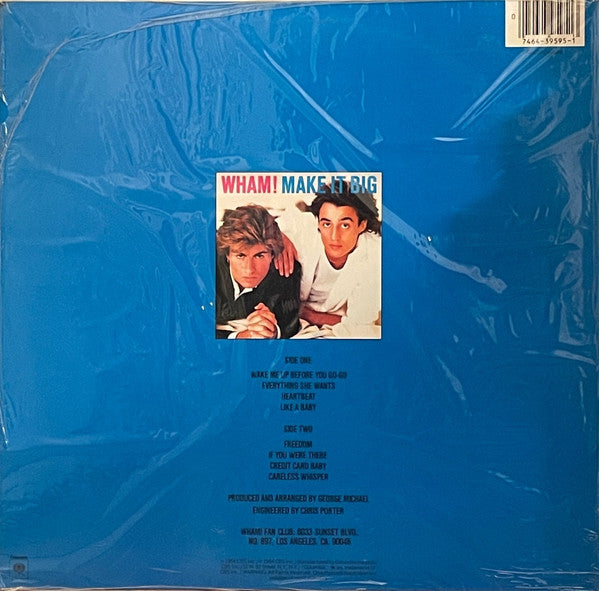 0
7464-39595-1
WHAM! MAKE IT BIG
SIDE ONE
WAKE ME UP BEFORE YOU GO-GO
EVERYTHING SHE WANTS
HEARTBEAT
LIKE A BABY
SIDE TWO
FREEDOM
IF YOU WERE THERE
CREDIT CARD BABY
CARELESS WHISPER
PRODUCED AND ARRANGED BY GEORGE MICHAEL
ENGINEERED BY CHRIS PORTER
WHAM! FAN CLUB: 8033 SUNSET BLVD.
NO. 897, LOS ANGELES, CA. 90046